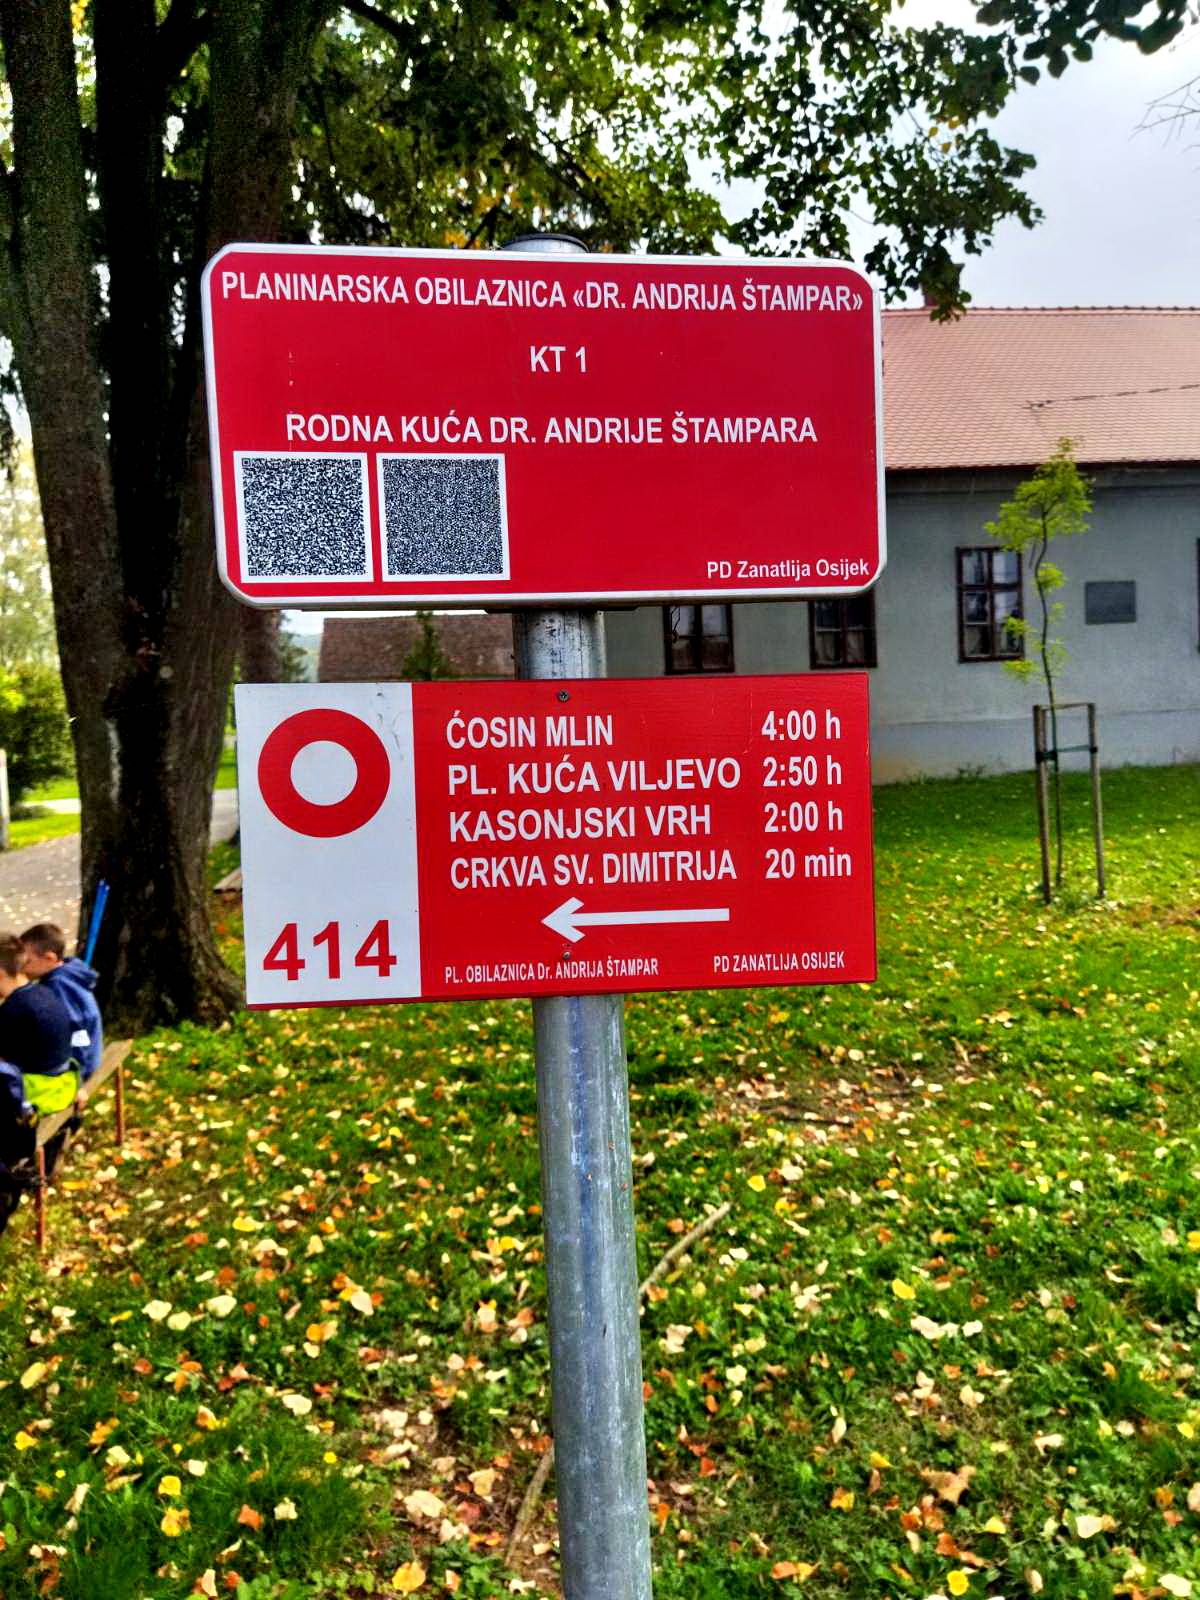 PLANINARSKA OBILAZNICA «DR. ANDRIJA ŠTAMPAR»
KT 1
RODNA KUĆA DR. ANDRIJE ŠTAMPARA
PD Zanatlija Osijek
ĆOSIN MLIN 4:00 h
PL. KUĆA VILJEVO 2:50 h
KASONJSKI VRH 2:00 h
CRKVA SV. DIMITRIJA 20 min
414
PL. OBILAZNICA Dr. ANDRIJA ŠTAMPAR PD ZANATLIJA OSIJEK